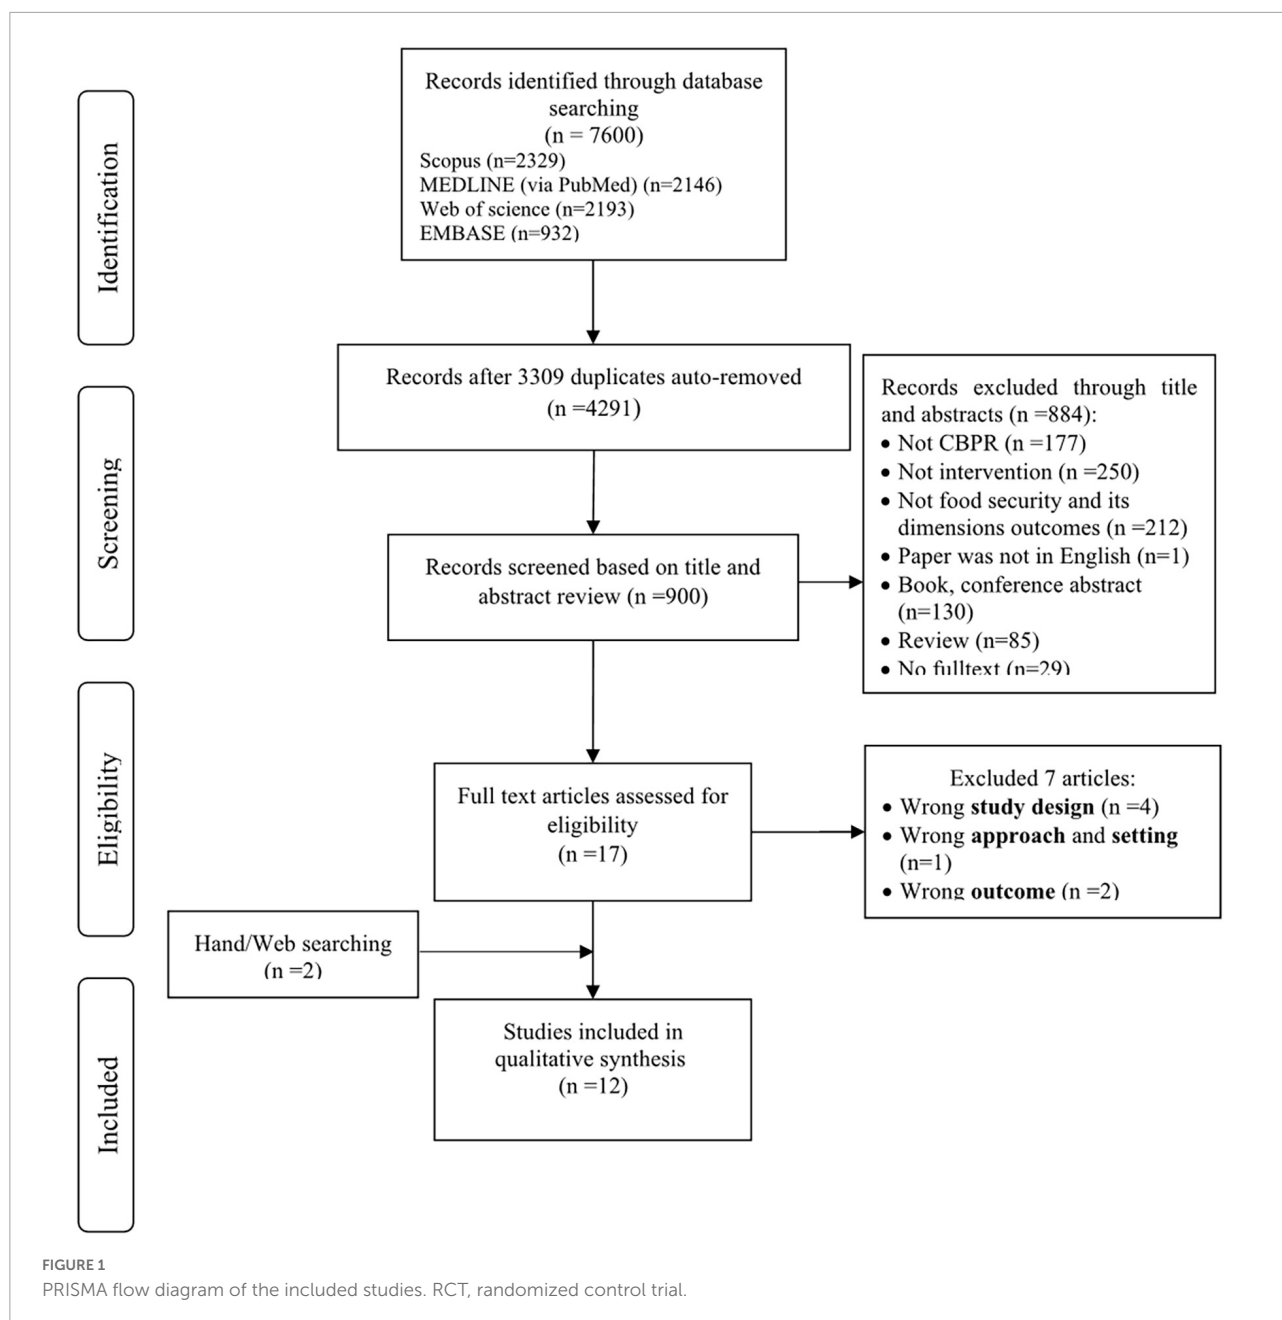 Identification
Records identified through database
searching
(n = 7600)
Scopus (n=2329)
MEDLINE (via PubMed) (n=2146)
Web of science (n=2193)
EMBASE (n=932)
Records after 3309 duplicates auto-removed
(n =4291)
Screening
Records screened based on title and
abstract review (n =900)
Records excluded through title
and abstracts (n =884):
• Not CBPR (n =177)
• Not intervention (n =250)
• Not food security and its
dimensions outcomes (n =212)
• Paper was not in English (n=1)
• Book, conference abstract
(n=130)
• Review (n=85)
• No fulltext (n=29)
Eligibility
Full text articles assessed for
eligibility
(n =17)
Excluded 7 articles:
• Wrong study design (n =4)
• Wrong approach and setting
(n=1)
• Wrong outcome (n =2)
Hand/Web searching
(n =2)
Included
Studies included in
qualitative synthesis
(n =12)
FIGURE 1
PRISMA flow diagram of the included studies. RCT, randomized control trial.